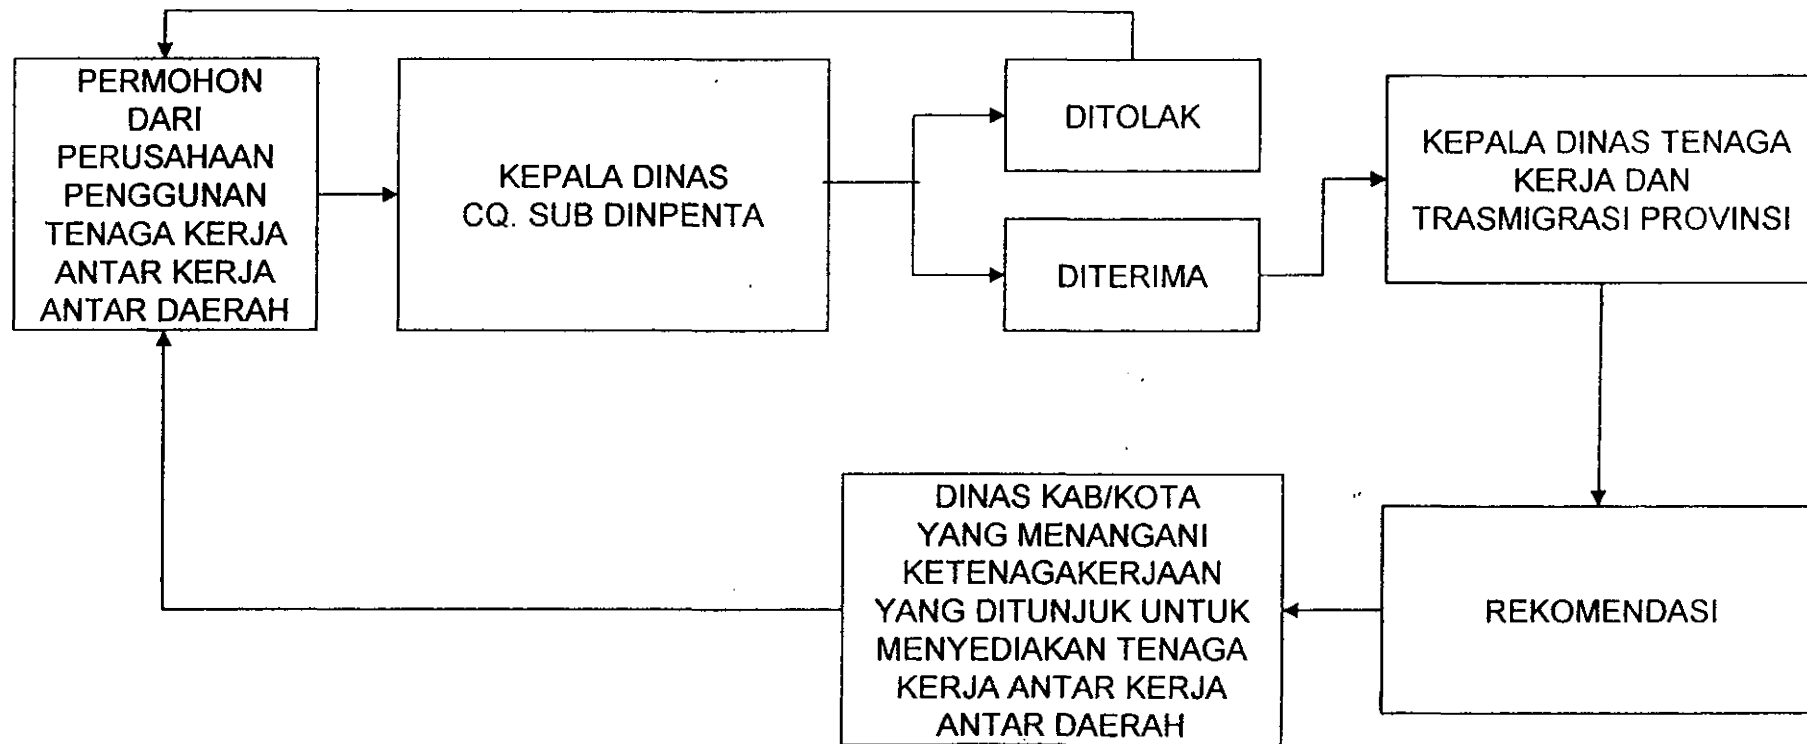 PERMOHON
DARI
PERUSAHAAN
PENGGUNAN
TENAGA KERJA
ANTAR KERJA
ANTAR DAERAH
KEPALA DINAS
CQ. SUB DINPENTA
DITOLAK
DITERIMA
KEPALA DINAS TENAGA
KERJA DAN
TRASMIGRASI PROVINSI
REKOMENDASI
DINAS KAB/KOTA
YANG MENANGANI
KETENAGAKERJAAN
YANG DITUNJUK UNTUK
MENYEDIAKAN TENAGA
KERJA ANTAR KERJA
ANTAR DAERAH